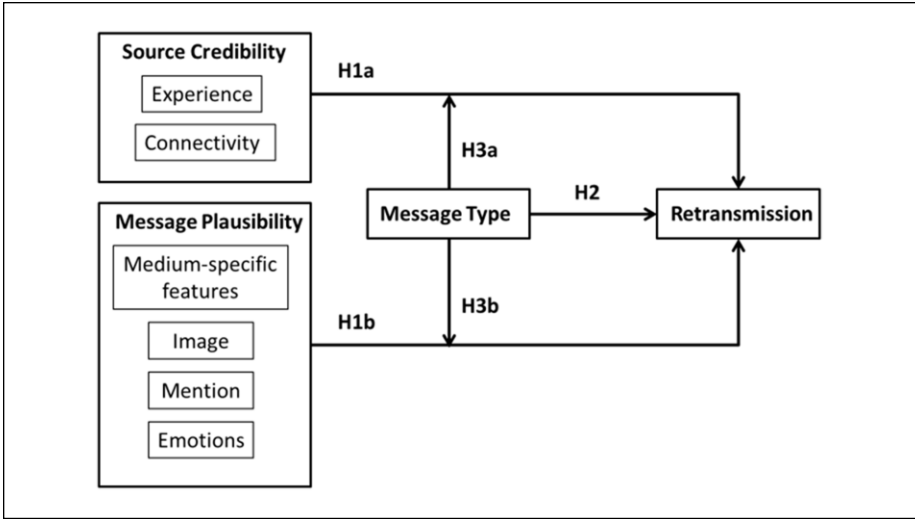 Source Credibility
Experience
Connectivity
H1a
H3a
Message Type
H2
Retransmission
Message Plausibility
Medium-specific
features
Image
Mention
Emotions
H1b
H3b